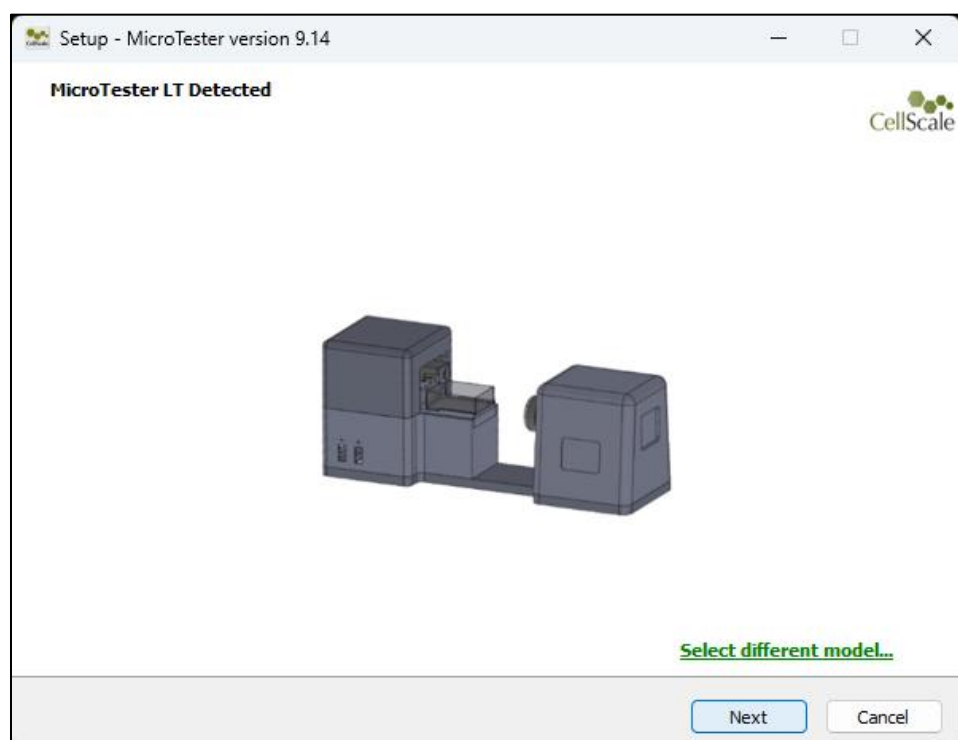 Setup - MicroTester version 9.14
MicroTester LT Detected
CellScale
Select different model...
Next
Cancel